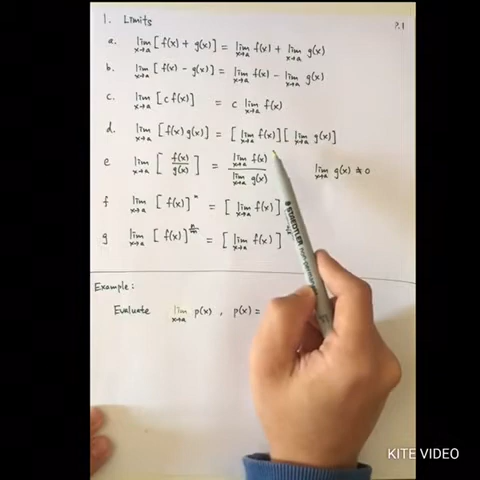 1. Limits P.1
a. lim x→a [f(x) + g(x)] = lim x→a f(x) + lim x→a g(x)
b. lim x→a [f(x) - g(x)] = lim x→a f(x) - lim x→a g(x)
c. lim x→a [c f(x)] = c lim x→a f(x)
d. lim x→a [f(x) g(x)] = [lim x→a f(x)] [lim x→a g(x)]
e lim x→a [f(x)/g(x)] = lim x→a f(x) / lim x→a g(x) lim x→a g(x) ≠ 0
f lim x→a [f(x)]^n = [lim x→a f(x)]
g lim x→a [f(x)] = [lim x→a f(x)]
Example:
Evaluate lim x→a p(x), p(x) =
STAEDTLER
KITE VIDEO